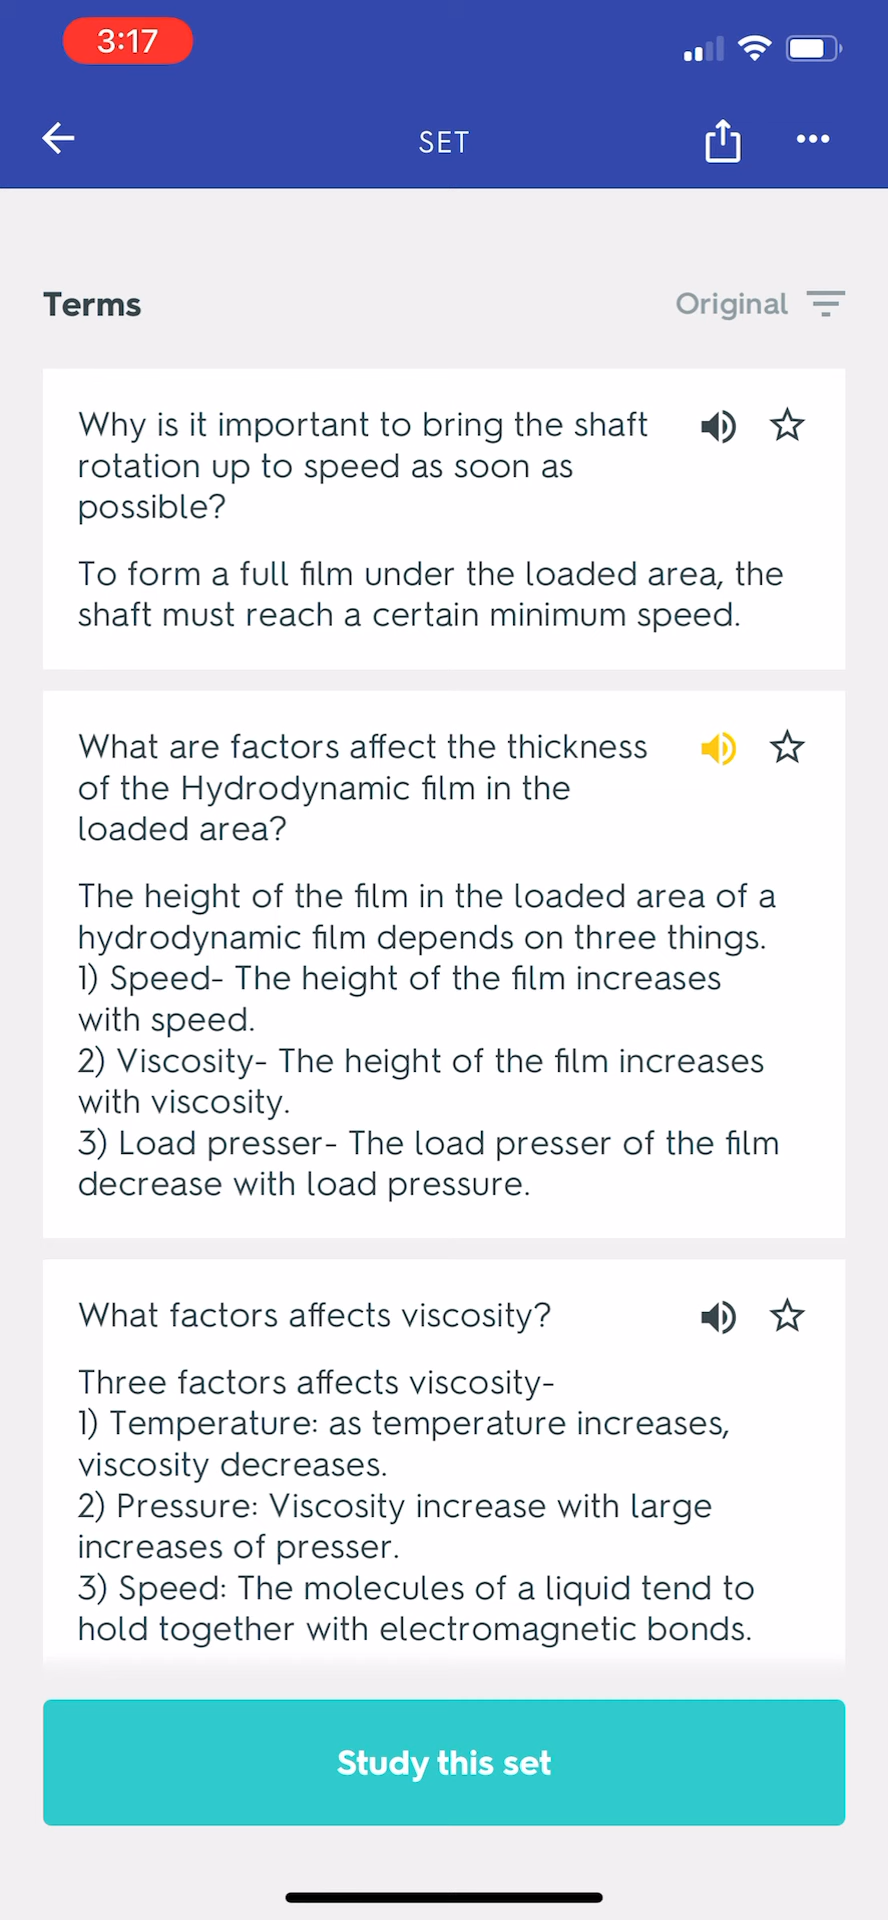 3:17
SET
Terms
Original
Why is it important to bring the shaft
rotation up to speed as soon as
possible?
To form a full film under the loaded area, the
shaft must reach a certain minimum speed.
What are factors affect the thickness
of the Hydrodynamic film in the
loaded area?
The height of the film in the loaded area of a
hydrodynamic film depends on three things.
1) Speed- The height of the film increases
with speed.
2) Viscosity- The height of the film increases
with viscosity.
3) Load presser- The load presser of the film
decrease with load pressure.
What factors affects viscosity?
Three factors affects viscosity-
1) Temperature: as temperature increases,
viscosity decreases.
2) Pressure: Viscosity increase with large
increases of presser.
3) Speed: The molecules of a liquid tend to
hold together with electromagnetic bonds.
Study this set